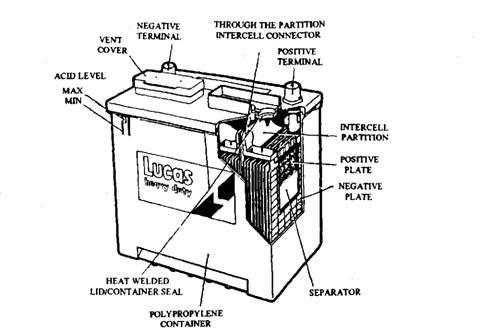 NEGATIVE
TERMINAL
THROUGH THE PARTITION
INTERCELL CONNECTOR
VENT
COVER
POSITIVE
TERMINAL
ACID LEVEL
MAX
MIN
INTERCELL
PARTITION
POSITIVE
PLATE
NEGATIVE
PLATE
Lucas
heavy duty
HEAT WELDED
LID/CONTAINER SEAL
SEPARATOR
POLYPROPYLENE
CONTAINER